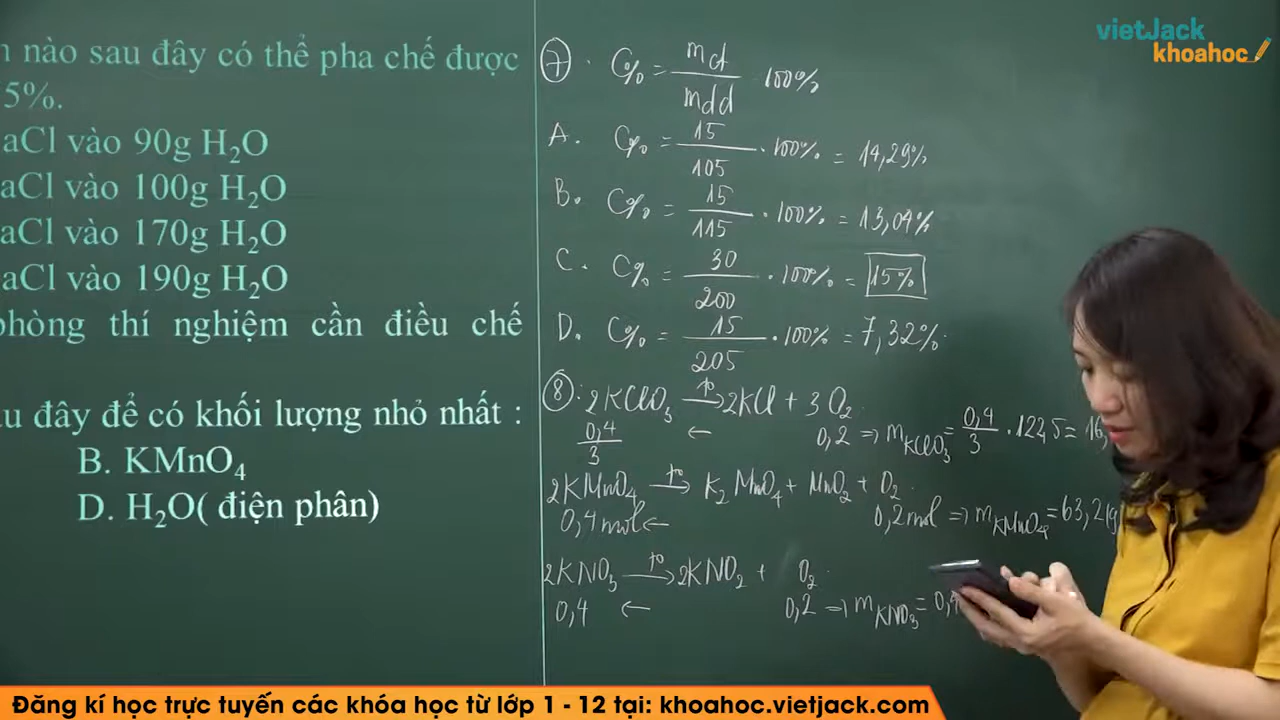 vietJack
khoahoc
nào sau đây có thể pha chế được
5%.
aCl vào 90g H₂O
aCl vào 100g H₂O
aCl vào 170g H₂O
aCl vào 190g H₂O
phòng thí nghiệm cần điều chế
đây để có khối lượng nhỏ nhất :
B. KMnO₄
D. H₂O( điện phân)
⑦. C% = mct/mdd . 100%
A. C% = 15/105 . 100% = 14,29%
B. C% = 15/115 . 100% = 13,04%
C. C% = 30/200 . 100% = 15%
D. C% = 15/205 . 100% = 7,32%.
⑧: 2KClO₃ →(t°) 2KCl + 3O₂
0,4/3 ← 0,2 ⇒ mKClO₃ = 0,4/3 . 122,5 = 16,
2KMnO₄ →(t°) K₂MnO₄ + MnO₂ + O₂.
0,4 mol ← 0,2 mol ⇒ mKMnO₄ = 63,2(g
2KNO₃ →(t°) 2KNO₂ + O₂.
0,4 ← 0,2 ⇒ mKNO₃ = 0,4
Đăng kí học trực tuyến các khóa học từ lớp 1 - 12 tại: khoahoc.vietjack.com